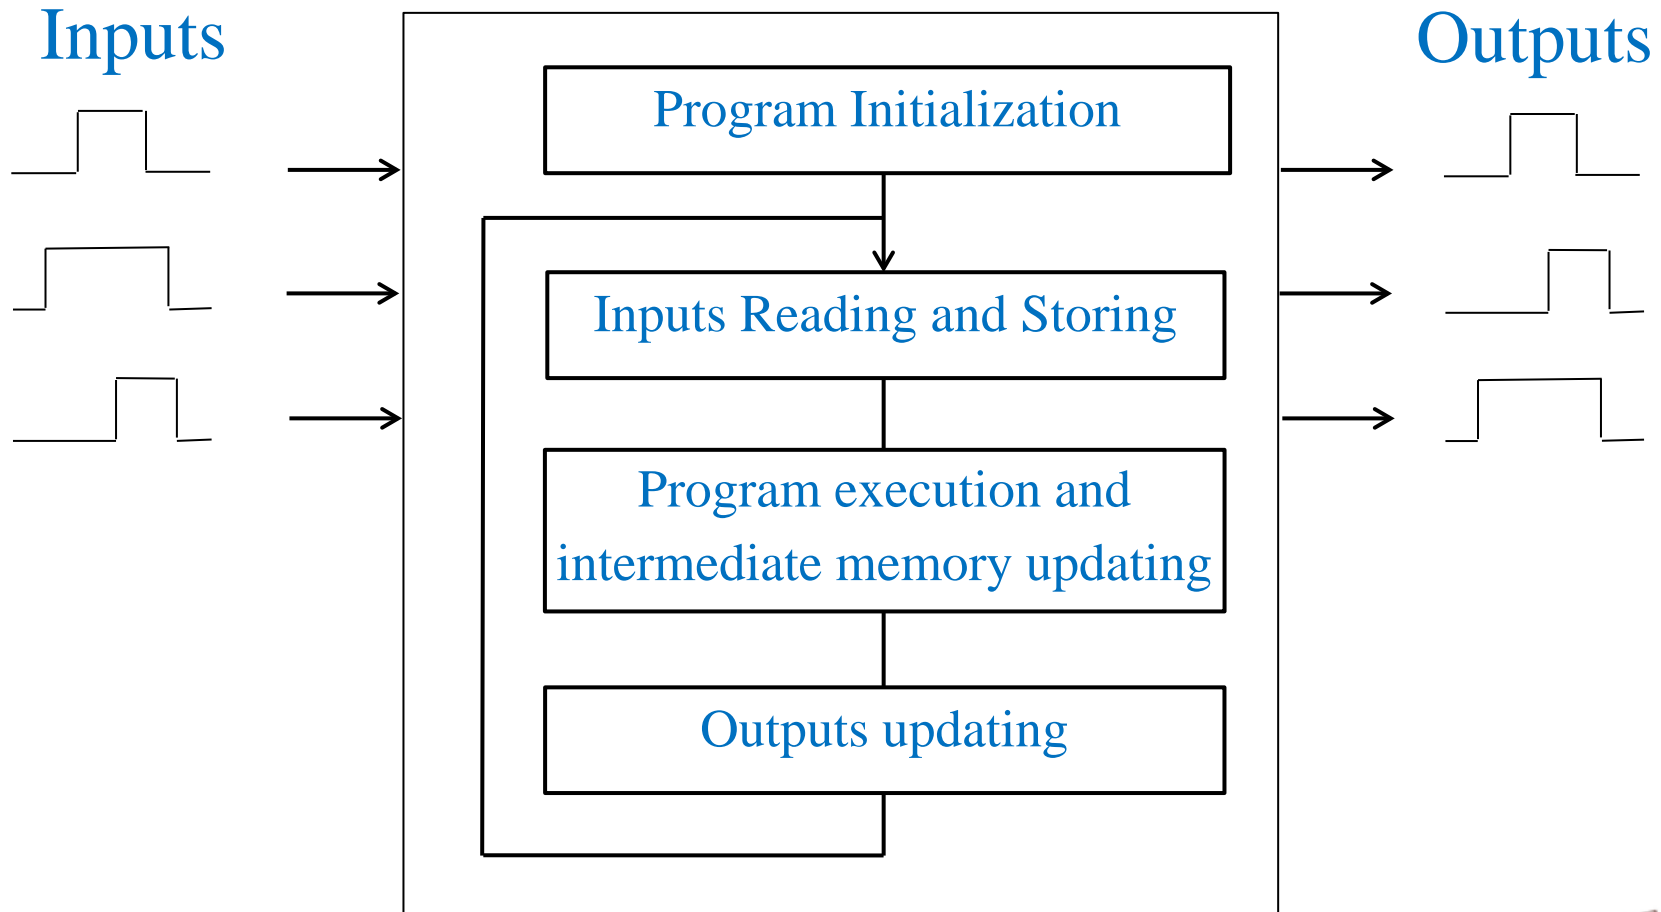 Inputs
Outputs
Program Initialization
Inputs Reading and Storing
Program execution and
intermediate memory updating
Outputs updating